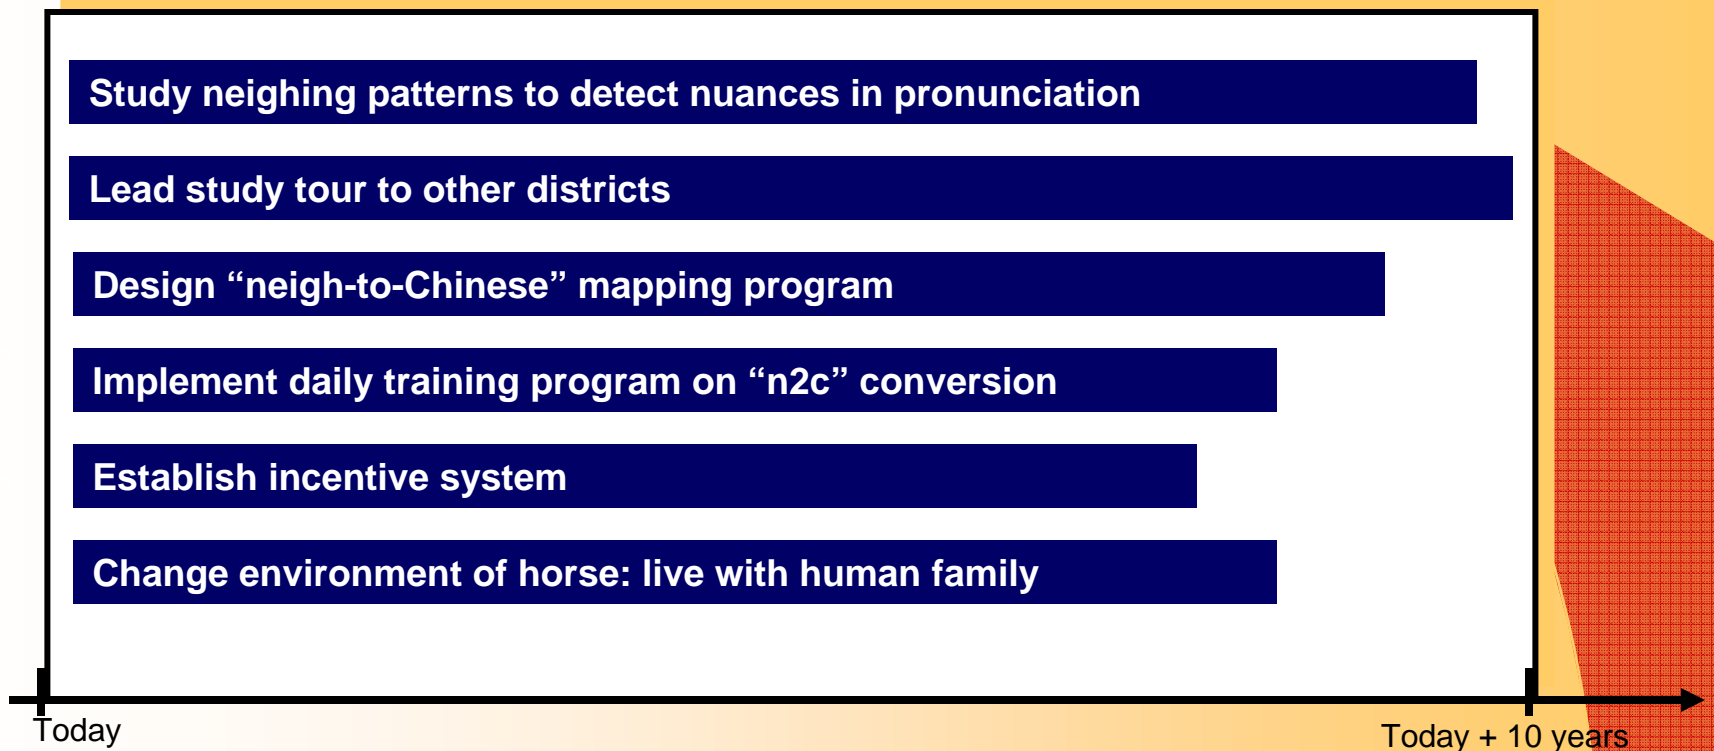 Study neighing patterns to detect nuances in pronunciation
Lead study tour to other districts
Design “neigh-to-Chinese” mapping program
Implement daily training program on “n2c” conversion
Establish incentive system
Change environment of horse: live with human family
Today
Today + 10 years